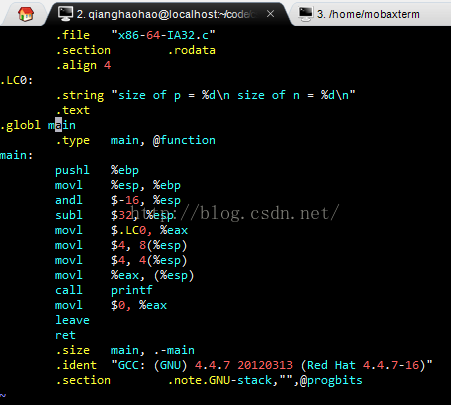 2. qianghaohao@localhost:~/code/
3. /home/mobaxterm
.file "x86-64-IA32.c"
.section .rodata
.align 4
.LC0:
.string "size of p = %d\n size of n = %d\n"
.text
.globl main
.type main, @function
main:
pushl %ebp
movl %esp, %ebp
andl $-16, %esp
subl $32, %esp
http://blog.csdn.net/
movl $.LC0, %eax
movl $4, 8(%esp)
movl $4, 4(%esp)
movl %eax, (%esp)
call printf
movl $0, %eax
leave
ret
.size main, .-main
.ident "GCC: (GNU) 4.4.7 20120313 (Red Hat 4.4.7-16)"
.section .note.GNU-stack,"",@progbits
~